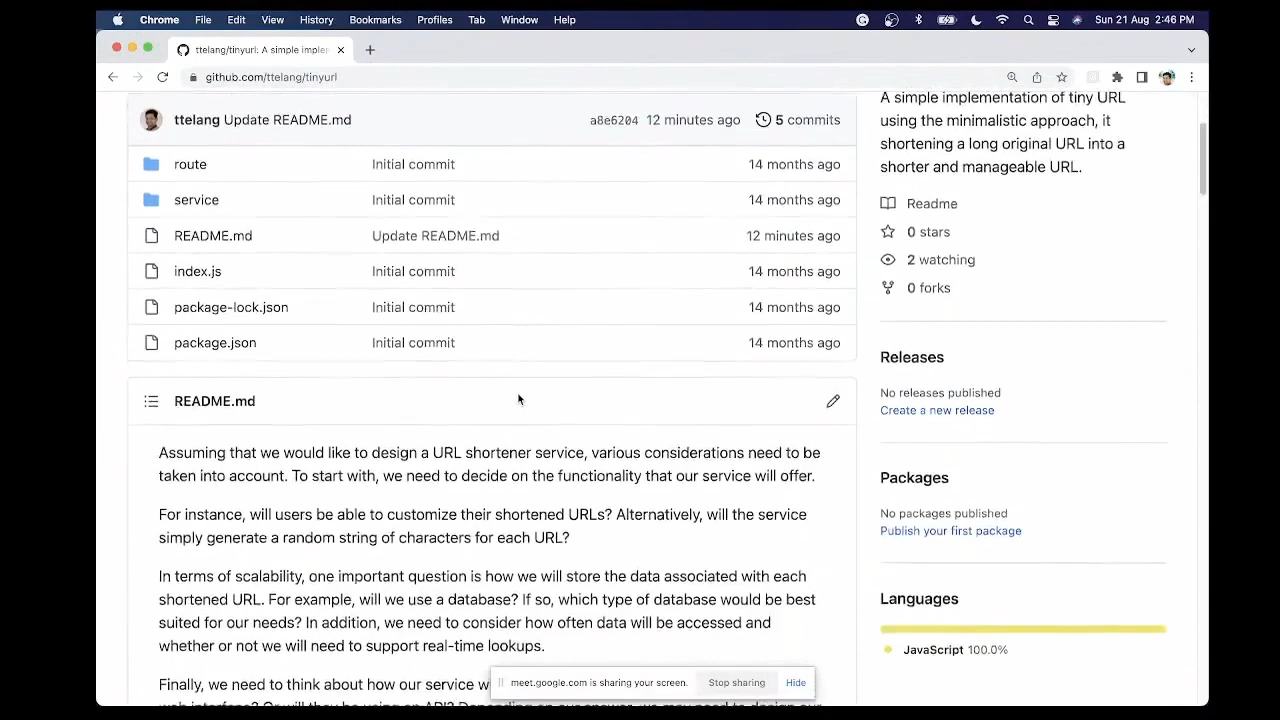 Chrome File Edit View History Bookmarks Profiles Tab Window Help Sun 21 Aug 2:46 PM
ttelang/tinyurl: A simple implem
github.com/ttelang/tinyurl
ttelang Update README.md a8e6204 12 minutes ago 5 commits
route Initial commit 14 months ago
service Initial commit 14 months ago
README.md Update README.md 12 minutes ago
index.js Initial commit 14 months ago
package-lock.json Initial commit 14 months ago
package.json Initial commit 14 months ago
README.md
Assuming that we would like to design a URL shortener service, various considerations need to be
taken into account. To start with, we need to decide on the functionality that our service will offer.
For instance, will users be able to customize their shortened URLs? Alternatively, will the service
simply generate a random string of characters for each URL?
In terms of scalability, one important question is how we will store the data associated with each
shortened URL. For example, will we use a database? If so, which type of database would be best
suited for our needs? In addition, we need to consider how often data will be accessed and
whether or not we will need to support real-time lookups.
Finally, we need to think about how our service
A simple implementation of tiny URL
using the minimalistic approach, it
shortening a long original URL into a
shorter and manageable URL.
Readme
0 stars
2 watching
0 forks
Releases
No releases published
Create a new release
Packages
No packages published
Publish your first package
Languages
JavaScript 100.0%
meet.google.com is sharing your screen. Stop sharing Hide